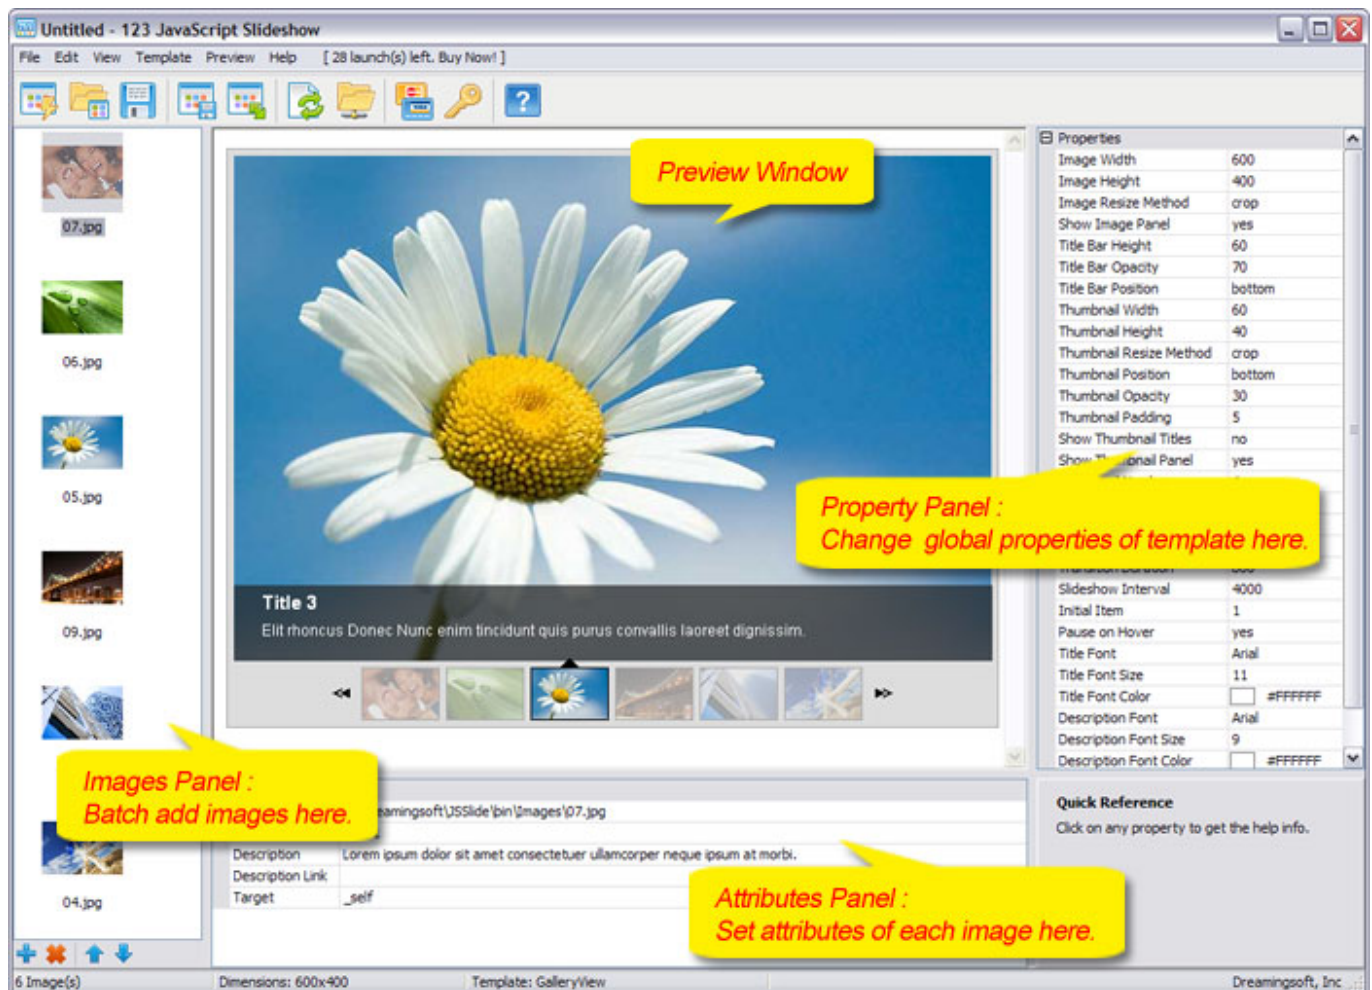 Untitled - 123 JavaScript Slideshow
File Edit View Template Preview Help [ 28 launch(s) left. Buy Now! ]
07.jpg
06.jpg
05.jpg
09.jpg
04.jpg
Images Panel :
Batch add images here.
Preview Window
Title 3
Elit rhoncus Donec Nunc enim tincidunt quis purus convallis laoreet dignissim.
Properties
Image Width 600
Image Height 400
Image Resize Method crop
Show Image Panel yes
Title Bar Height 60
Title Bar Opacity 70
Title Bar Position bottom
Thumbnail Width 60
Thumbnail Height 40
Thumbnail Resize Method crop
Thumbnail Position bottom
Thumbnail Opacity 30
Thumbnail Padding 5
Show Thumbnail Titles no
Show Thumbnail Panel yes
Property Panel :
Change global properties of template here.
Transition Duration
Slideshow Interval 4000
Initial Item 1
Pause on Hover yes
Title Font Arial
Title Font Size 11
Title Font Color #FFFFFF
Description Font Arial
Description Font Size 9
Description Font Color #FFFFFF
eamingsoft\JSSlide\bin\Images\07.jpg
Description Lorem ipsum dolor sit amet consectetuer ullamcorper neque ipsum at morbi.
Description Link
Target _self
Attributes Panel :
Set attributes of each image here.
Quick Reference
Click on any property to get the help info.
6 Image(s) Dimensions: 600x400 Template: GalleryView Dreamingsoft, Inc